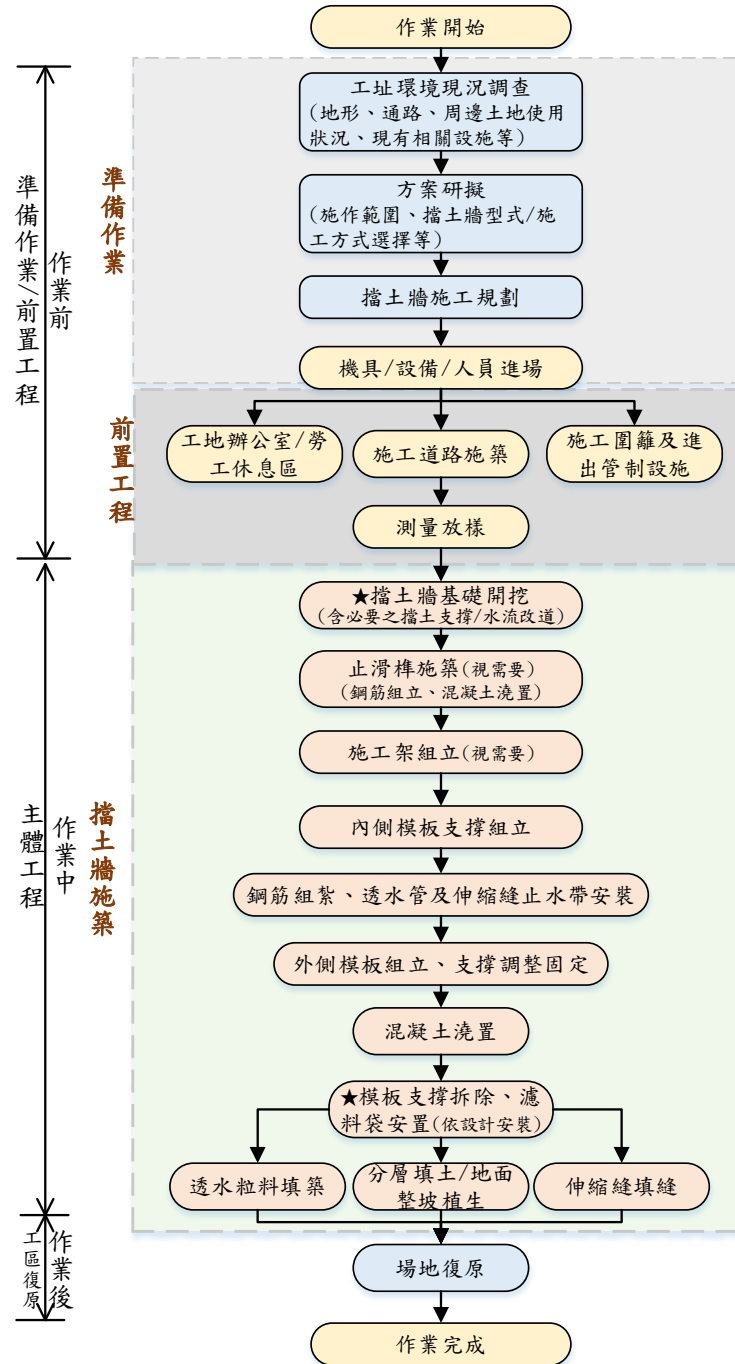 作業開始
工址環境現況調查
(地形、通路、周邊土地使用
狀況、現有相關設施等)
方案研擬
(施作範圍、擋土牆型式/施
工方式選擇等)
擋土牆施工規劃
機具/設備/人員進場
準備作業/前置工程
作業前
準備作業
前置工程
工地辦公室/勞
工休息區
施工道路施築
施工圍籬及進
出管制設施
測量放樣
★擋土牆基礎開挖
(含必要之擋土支撐/水流改道)
止滑榫施築(視需要)
(鋼筋組立、混凝土澆置)
施工架組立(視需要)
內側模板支撐組立
主體工程
作業中
擋土牆施築
鋼筋組紮、透水管及伸縮縫止水帶安裝
外側模板組立、支撐調整固定
混凝土澆置
★模板支撐拆除、濾
料袋安置(依設計安裝)
透水粒料填築
分層填土/地面
整坡植生
伸縮縫填縫
工區復原
作業後
場地復原
作業完成